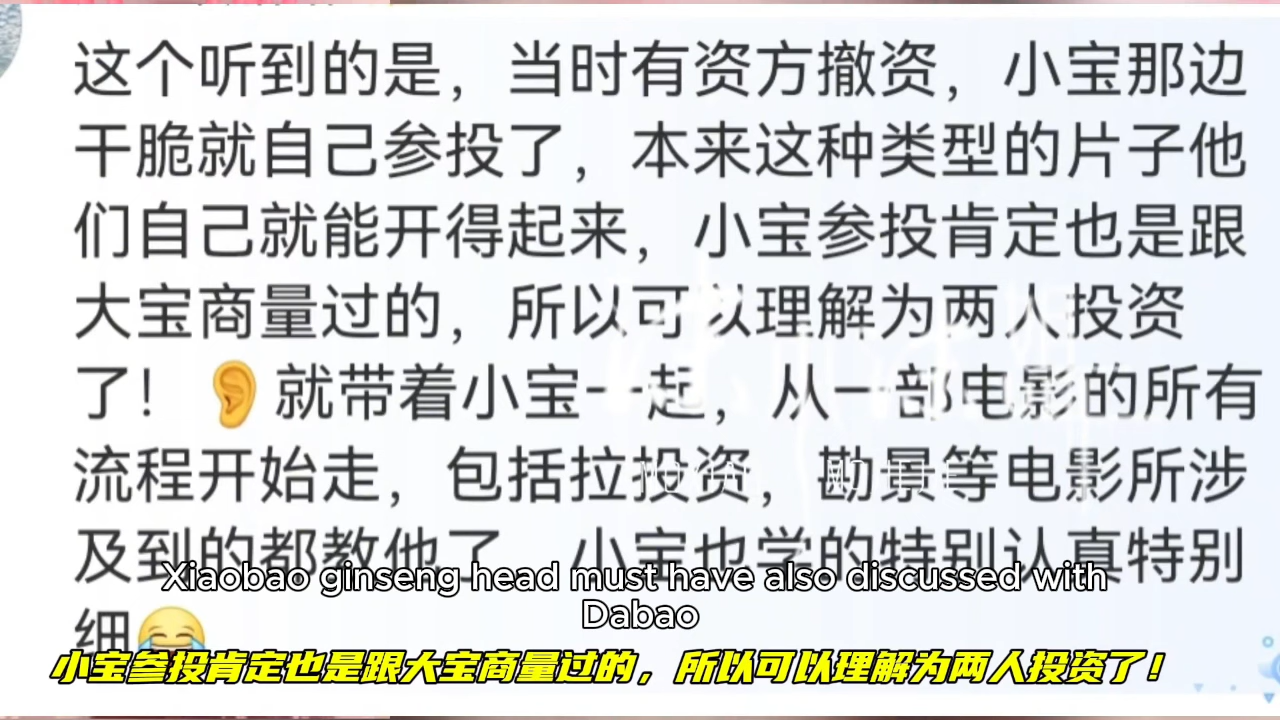 这个听到的是，当时有资方撤资，小宝那边
干脆就自己参投了，本来这种类型的片子他
们自己就能开得起来，小宝参投肯定也是跟
大宝商量过的，所以可以理解为两人投资
了！👂就带着小宝一起，从一部电影的所有
流程开始走，包括拉投资，勘景等电影所涉
及到的都教他了，小宝也学的特别认真特别
细😂
Xiaobao ginseng head must have also discussed with
Dabao
小宝参投肯定也是跟大宝商量过的，所以可以理解为两人投资了！